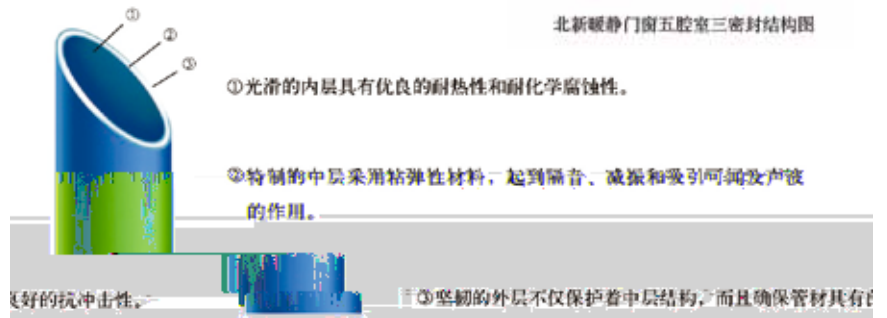 ①
②
③
北新暖静门窗五腔室三密封结构图
①光滑的内层具有优良的耐热性和耐化学腐蚀性。
②特制的中层采用粘弹性材料，起到隔音、减振和吸引可闻及声波
的作用。
③坚韧的外层不仅保护着中层结构，而且确保管材具有
良好的抗冲击性。